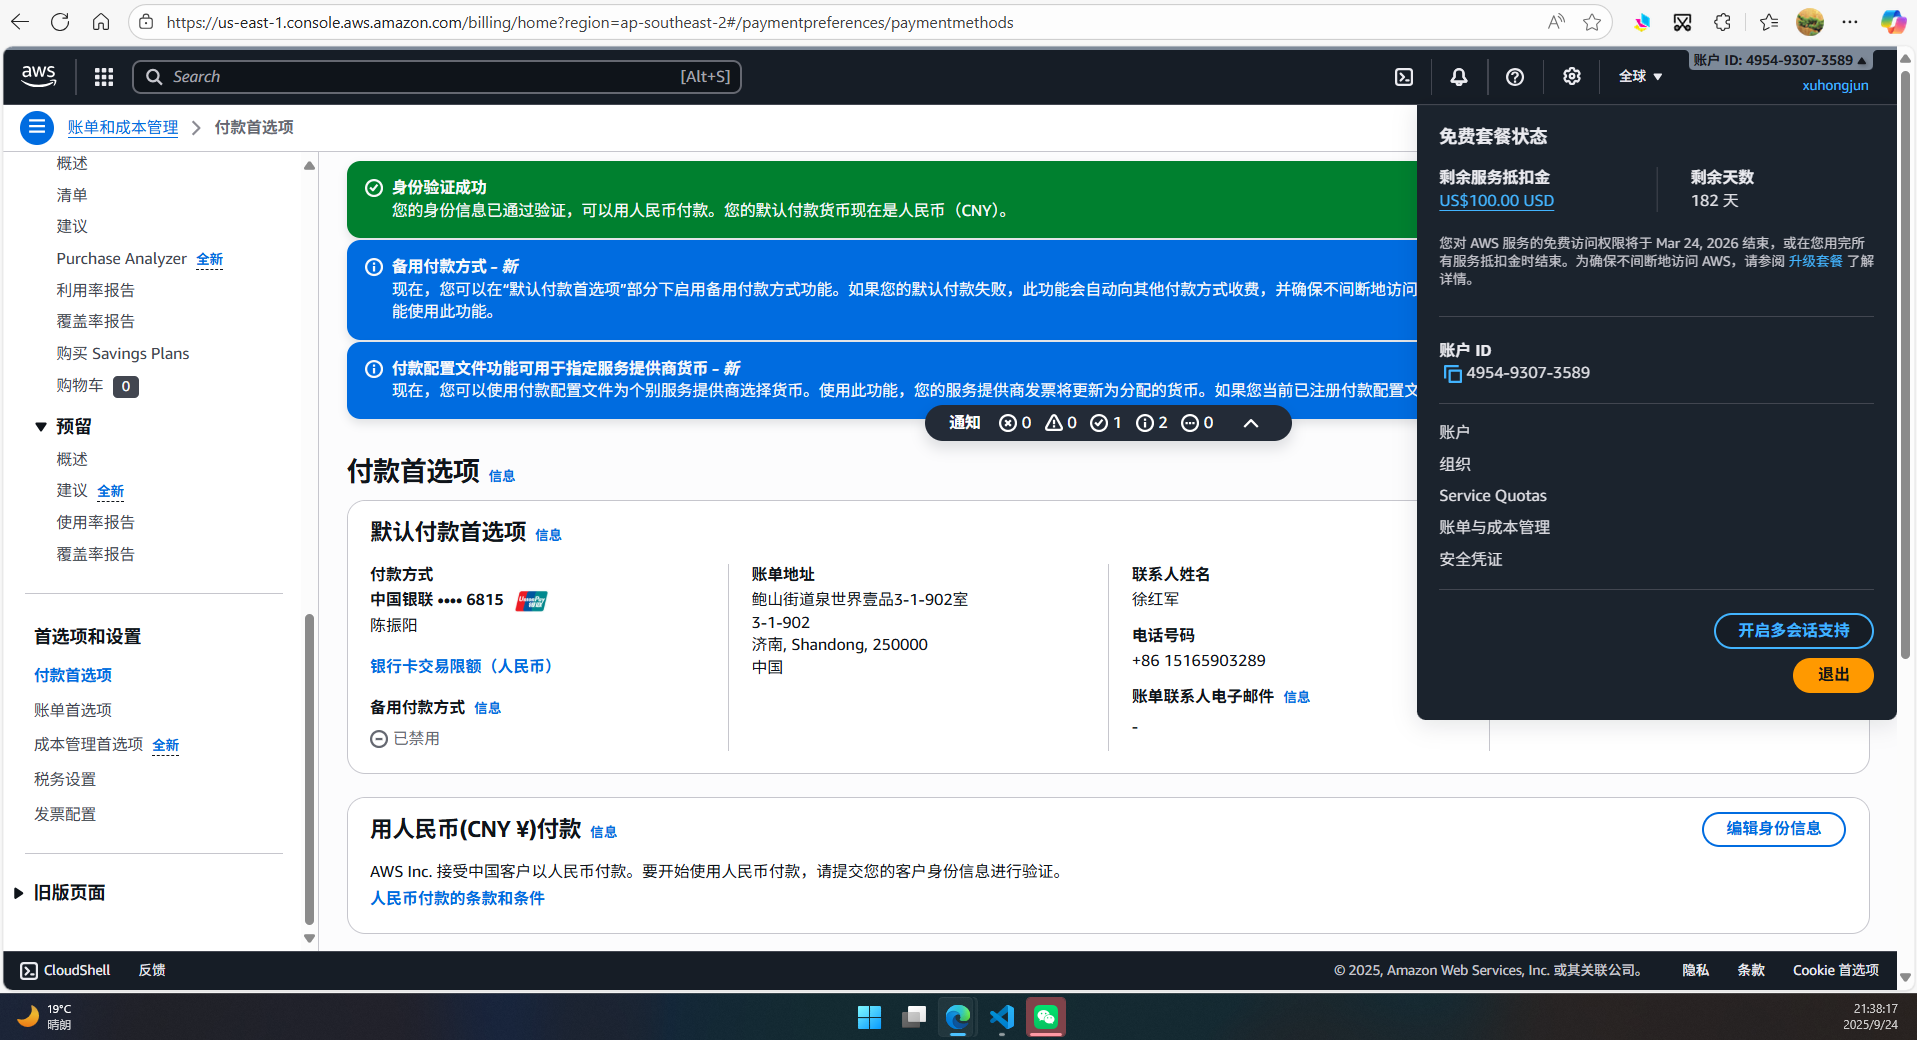 https://us-east-1.console.aws.amazon.com/billing/home?region=ap-southeast-2#/paymentpreferences/paymentmethods
aws
Search
[Alt+S]
全球
账户 ID: 4954-9307-3589
xuhongjun
账单和成本管理
付款首选项
概述
清单
建议
Purchase Analyzer 全新
利用率报告
覆盖率报告
购买 Savings Plans
购物车 0
预留
概述
建议 全新
使用率报告
覆盖率报告
首选项和设置
付款首选项
账单首选项
成本管理首选项 全新
税务设置
发票配置
旧版页面
身份验证成功
您的身份信息已通过验证，可以用人民币付款。您的默认付款货币现在是人民币（CNY）。
备用付款方式 – 新
现在，您可以在“默认付款首选项”部分下启用备用付款方式功能。如果您的默认付款失败，此功能会自动向其他付款方式收费，并确保不间断地访问
能使用此功能。
付款配置文件功能可用于指定服务提供商货币 – 新
现在，您可以使用付款配置文件为个别服务提供商选择货币。使用此功能，您的服务提供商发票将更新为分配的货币。如果您当前已注册付款配置文
通知 0 0 1 2 0
付款首选项 信息
默认付款首选项 信息
付款方式
中国银联 •••• 6815 UnionPay 银联
陈振阳
银行卡交易限额（人民币）
备用付款方式 信息
已禁用
账单地址
鲍山街道泉世界壹品3-1-902室
3-1-902
济南, Shandong, 250000
中国
联系人姓名
徐红军
电话号码
+86 15165903289
账单联系人电子邮件 信息
-
用人民币(CNY ¥)付款 信息
编辑身份信息
AWS Inc. 接受中国客户以人民币付款。要开始使用人民币付款，请提交您的客户身份信息进行验证。
人民币付款的条款和条件
免费套餐状态
剩余服务抵扣金
US$100.00 USD
剩余天数
182 天
您对 AWS 服务的免费访问权限将于 Mar 24, 2026 结束，或在您用完所
有服务抵扣金时结束。为确保不间断地访问 AWS，请参阅 升级套餐 了解
详情。
账户 ID
4954-9307-3589
账户
组织
Service Quotas
账单与成本管理
安全凭证
开启多会话支持
退出
CloudShell
反馈
© 2025, Amazon Web Services, Inc. 或其关联公司。
隐私
条款
Cookie 首选项
19°C
晴朗
21:38:17
2025/9/24